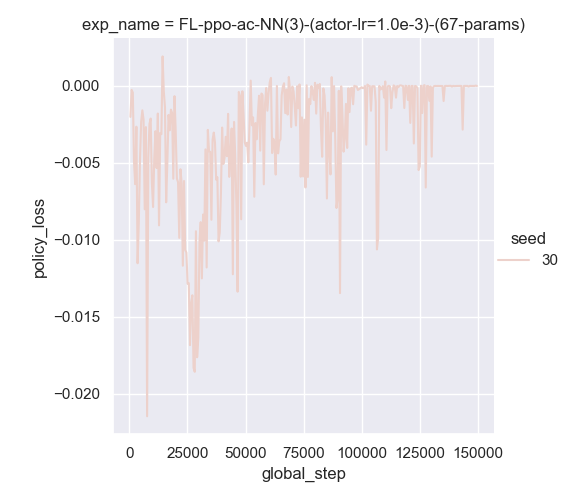 exp_name = FL-ppo-ac-NN(3)-(actor-lr=1.0e-3)-(67-params)
0.000
−0.005
−0.010
−0.015
−0.020
policy_loss
seed
30
0 25000 50000 75000 100000 125000 150000
global_step